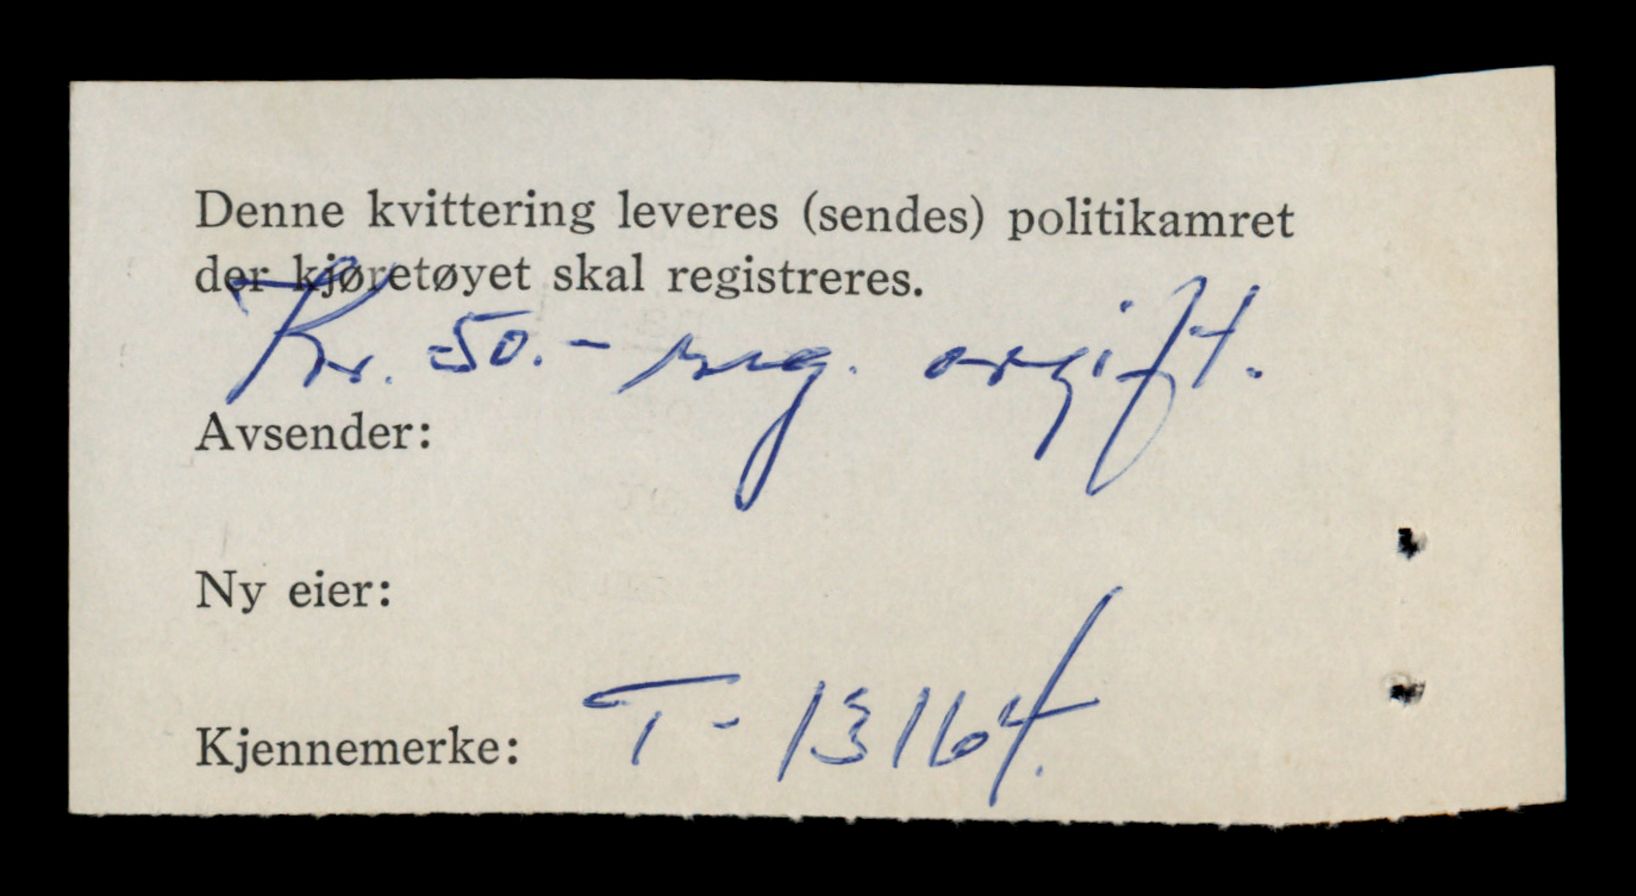 Denne kvittering leveres (sendes) politikamret
der kjøretøyet skal registreres.
Kr. 50.- reg. avgift.
Avsender:
Ny eier:
Kjennemerke: T- 13164.